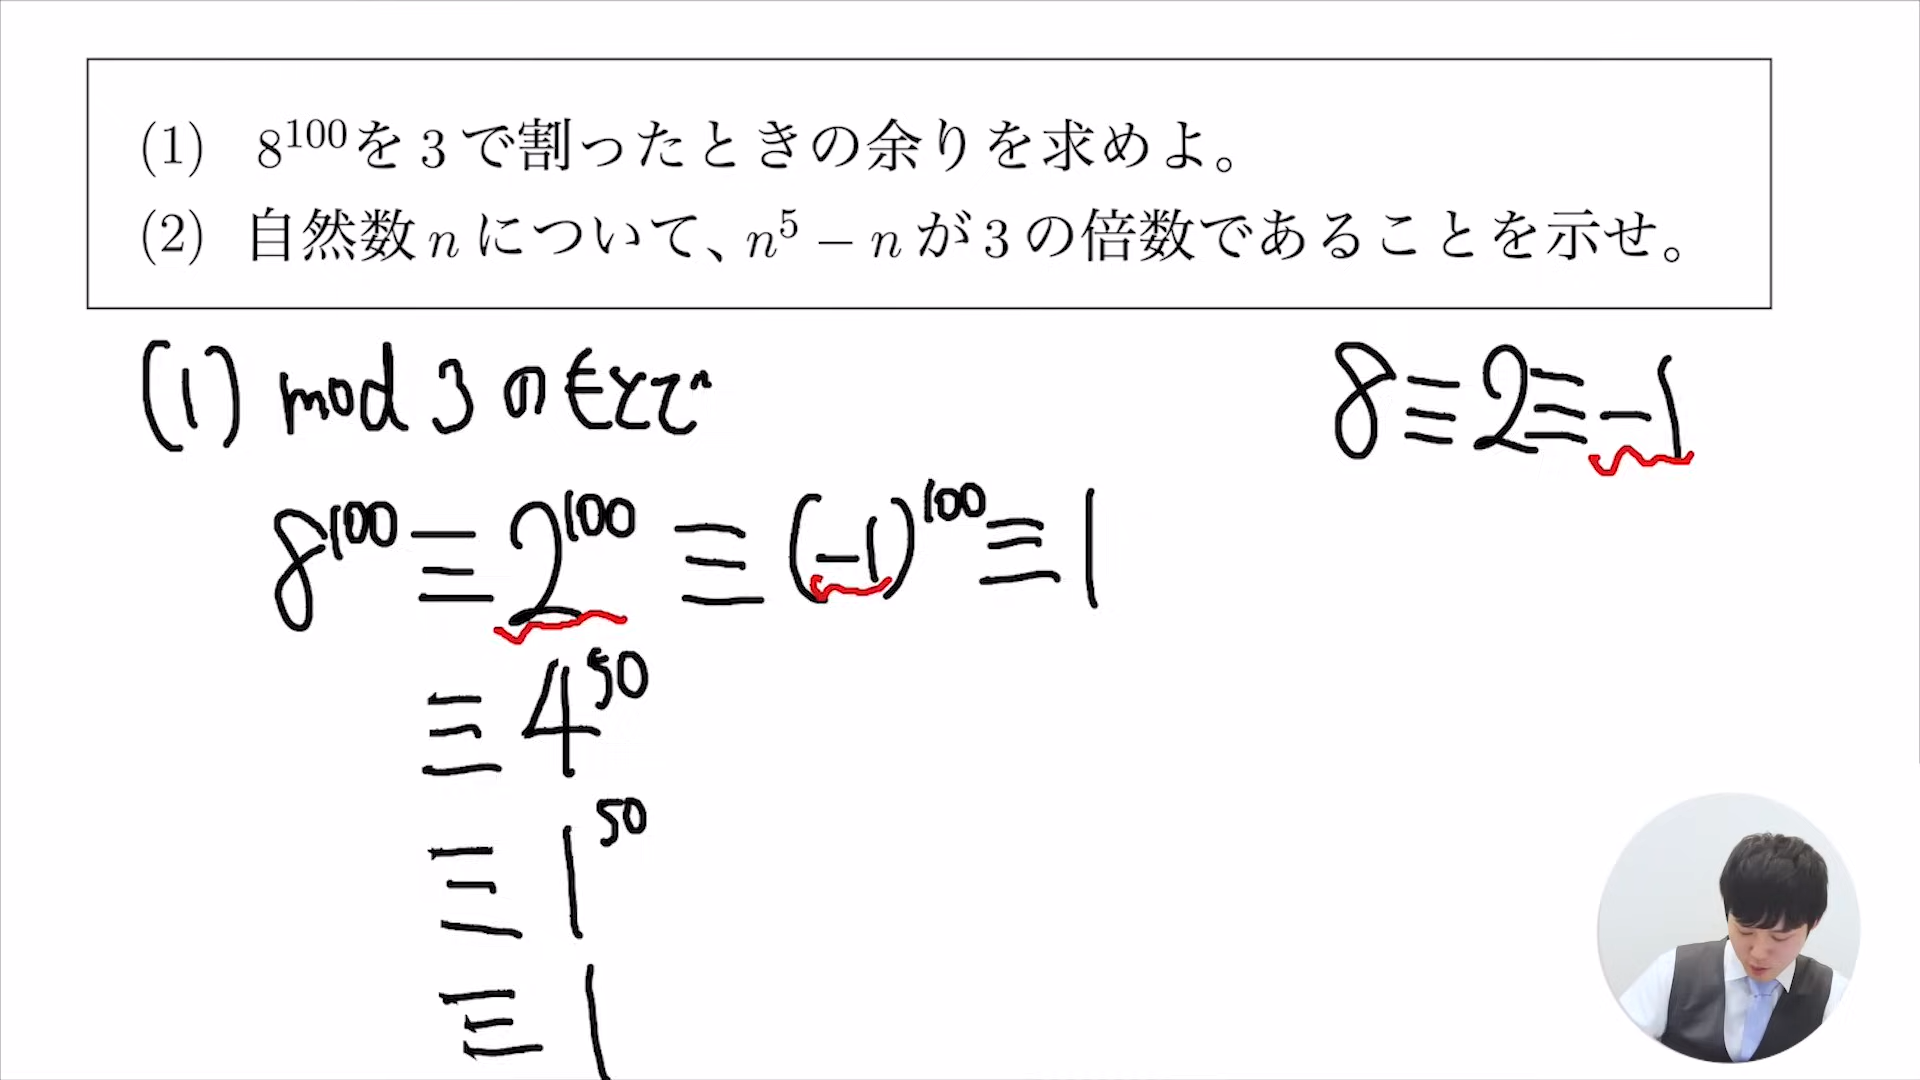 (1) 8^100を3で割ったときの余りを求めよ。
(2) 自然数nについて、n^5 − nが3の倍数であることを示せ。
(1) mod 3 のもとで
8≡2≡−1
8^100≡2^100≡(−1)^100≡1
≡4^50
≡1^50
≡1